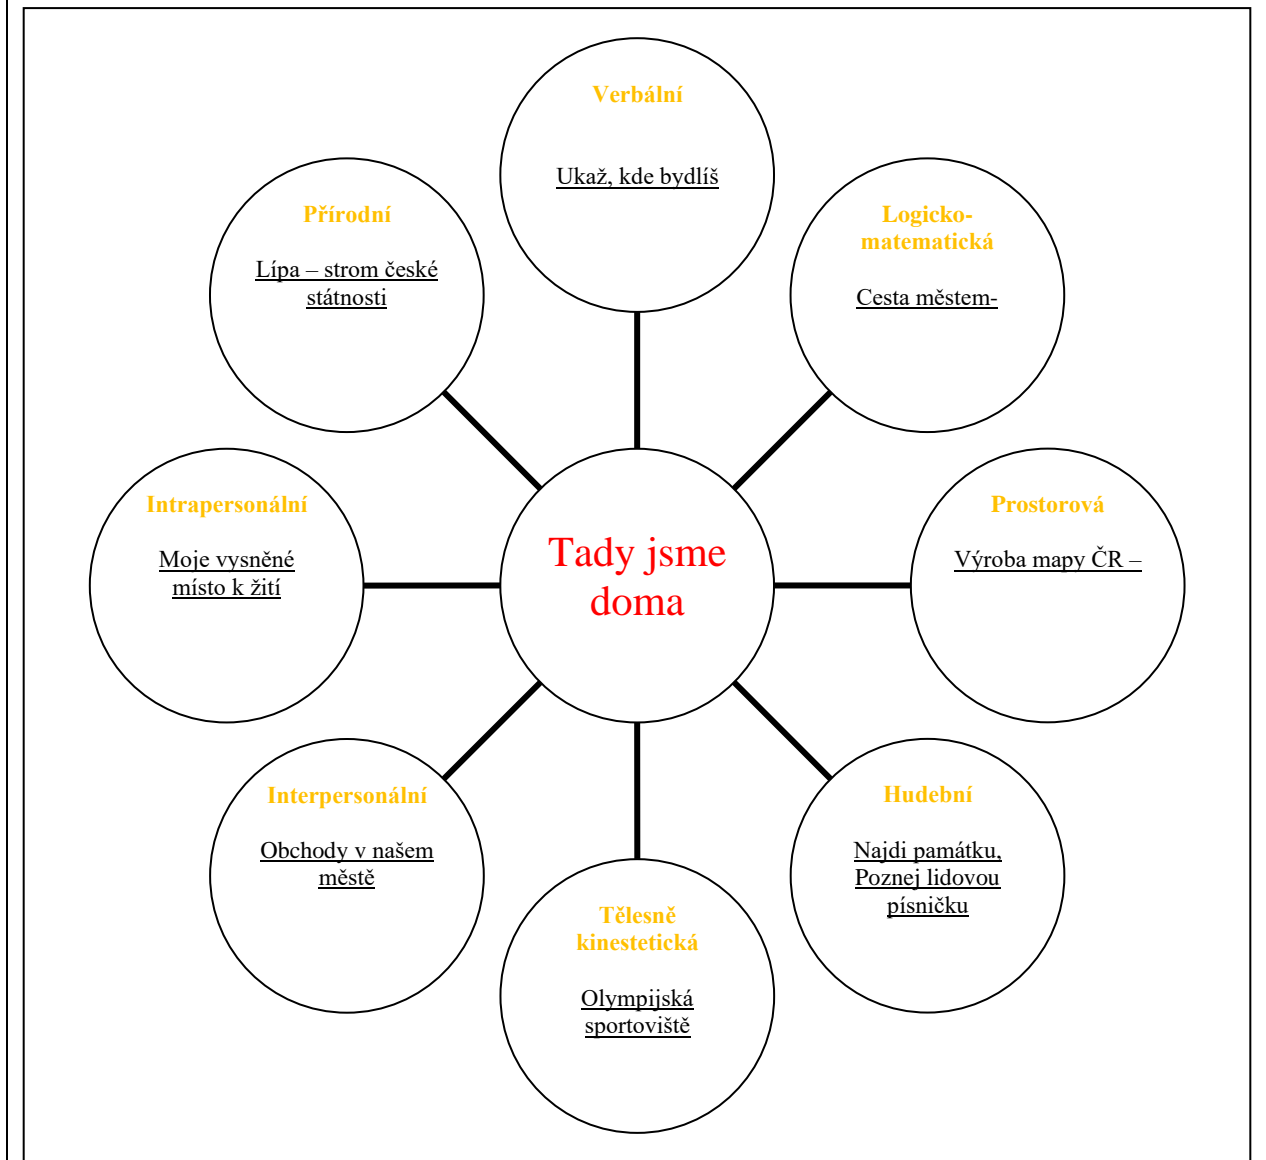 Verbální
Ukaž, kde bydlíš
Přírodní
Lípa – strom české
státnosti
Logicko-
matematická
Cesta městem-
Intrapersonální
Moje vysněné
místo k žití
Tady jsme
doma
Prostorová
Výroba mapy ČR –
Interpersonální
Obchody v našem
městě
Hudební
Najdi památku,
Poznej lidovou
písničku
Tělesně
kinestetická
Olympijská
sportoviště